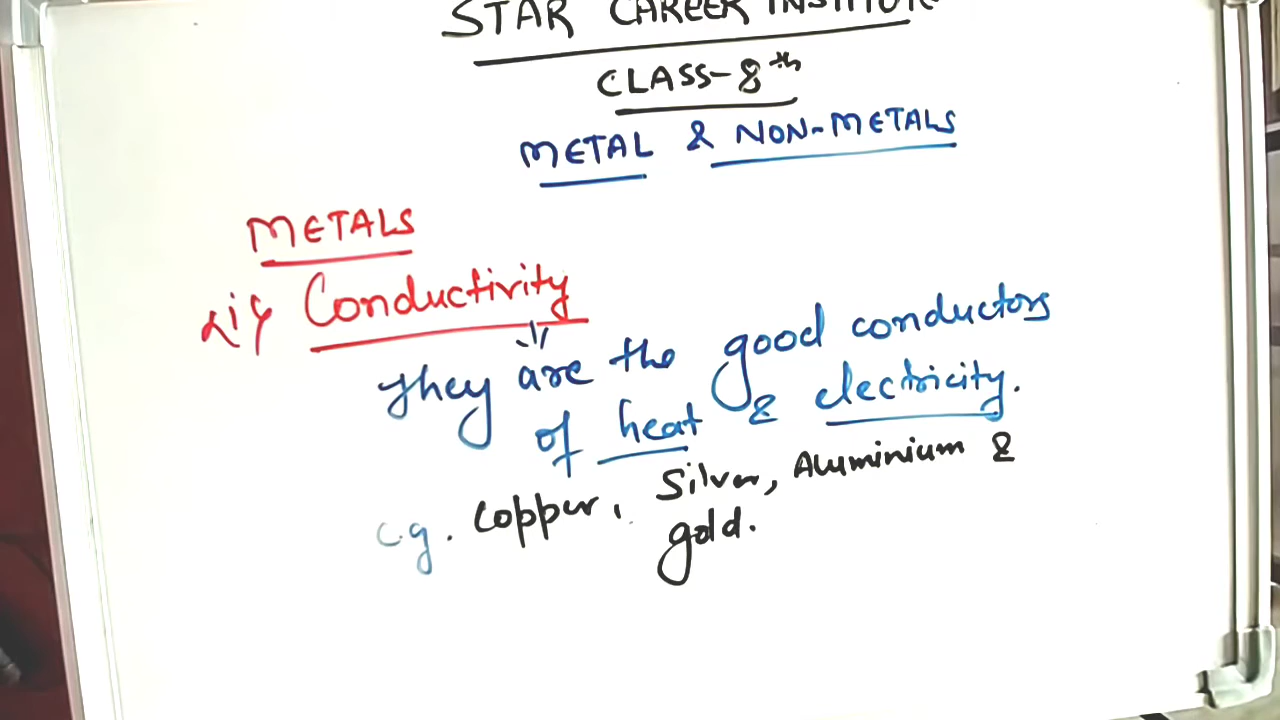 STAR CAREER INSTITUTE
CLASS-8th
METAL & NON-METALS
METALS
Conductivity
They are the good conductors
of heat & electricity.
e.g. Copper, Silver, Aluminium &
gold.